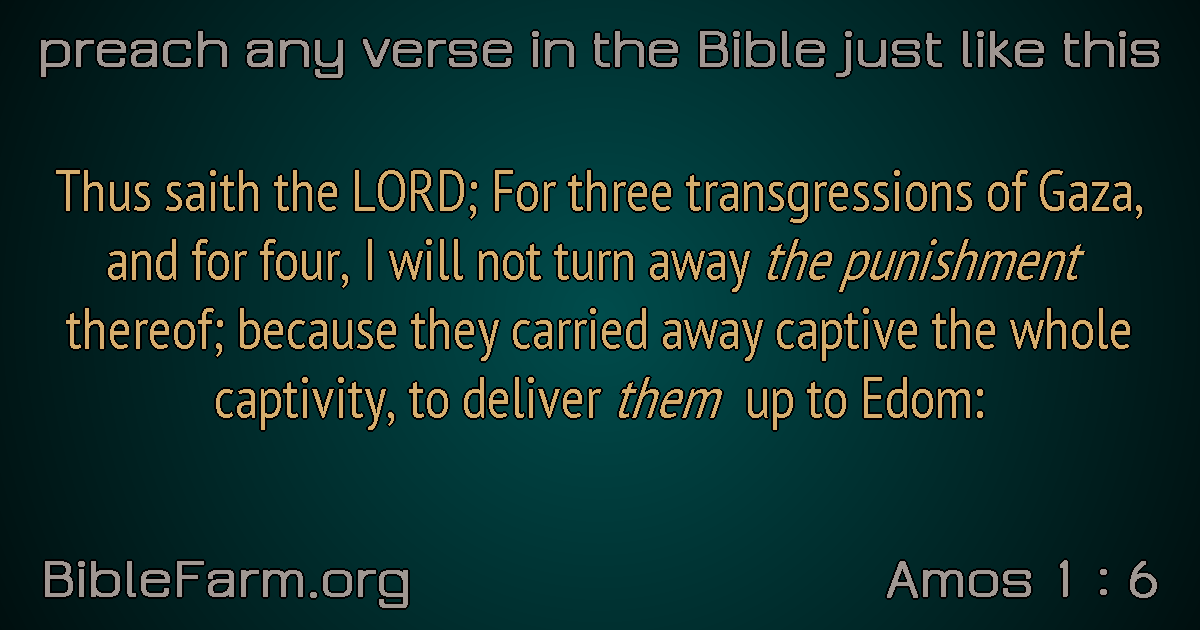 preach any verse in the Bible just like this
Thus saith the LORD; For three transgressions of Gaza,
and for four, I will not turn away the punishment
thereof; because they carried away captive the whole
captivity, to deliver them up to Edom:
BibleFarm.org
Amos 1 : 6